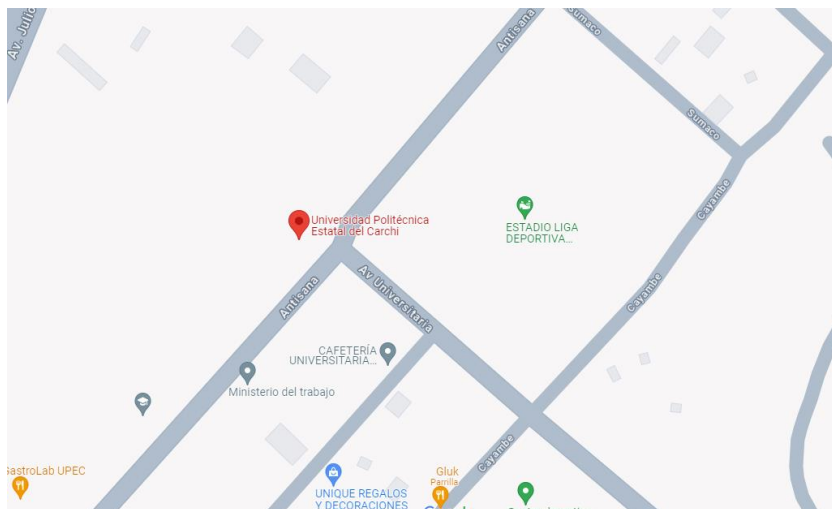 Av. Julio
Antisana
Sumaco
Sumaco
Cayambe
Universidad Politécnica
Estatal del Carchi
ESTADIO LIGA
DEPORTIVA...
Antisana
Av Universitaria
Cayambe
CAFETERÍA
UNIVERSITARIA...
Ministerio del trabajo
GastroLab UPEC
UNIQUE REGALOS
Y DECORACIONES
Gluk
Parrilla
Cayambe